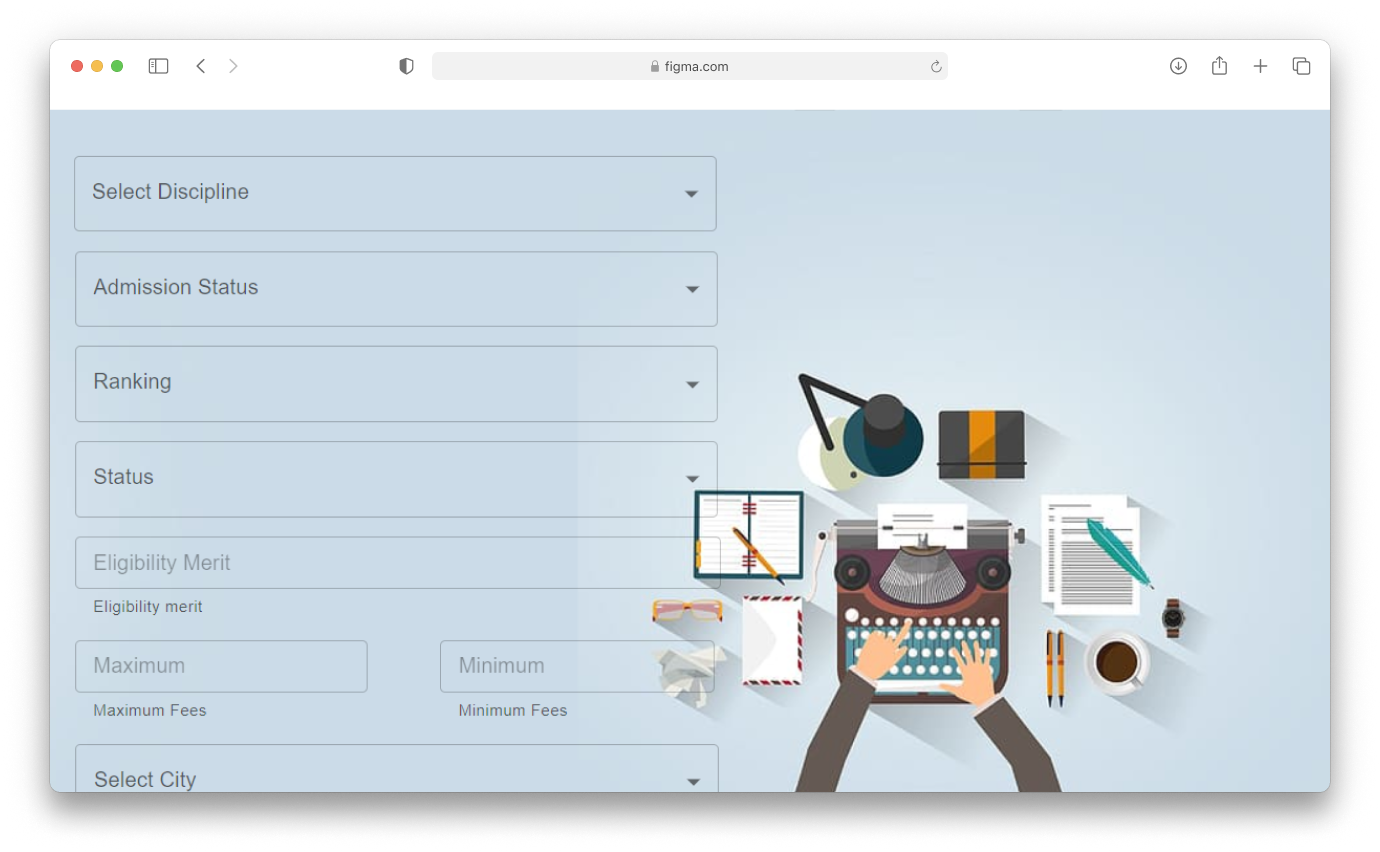 figma.com
Select Discipline
Admission Status
Ranking
Status
Eligibility Merit
Eligibility merit
Maximum
Minimum
Maximum Fees
Minimum Fees
Select City